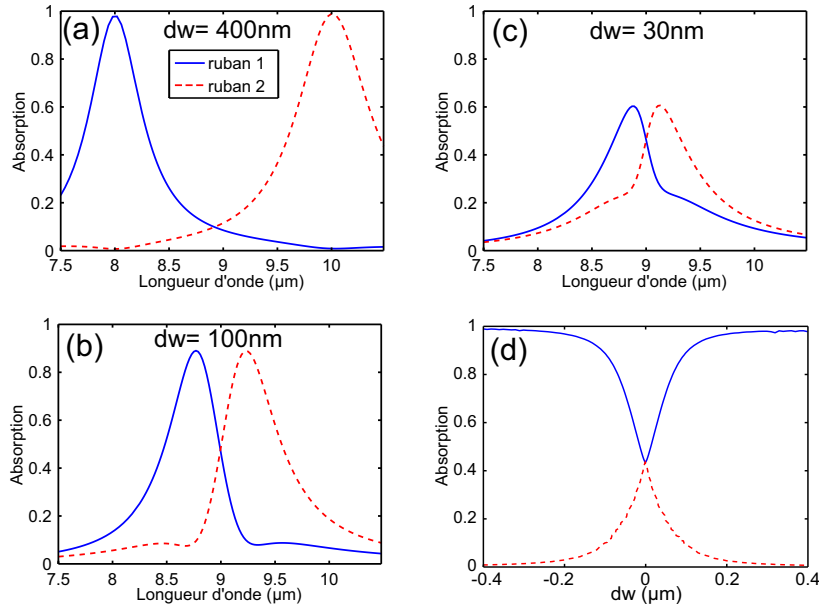 (a)
dw= 400nm
ruban 1
ruban 2
Absorption
1
0.8
0.6
0.4
0.2
0
7.5 8 8.5 9 9.5 10
Longueur d'onde (µm)
(c)
dw= 30nm
Absorption
1
0.8
0.6
0.4
0.2
0
7.5 8 8.5 9 9.5 10
Longueur d'onde (µm)
(b)
dw= 100nm
Absorption
1
0.8
0.6
0.4
0.2
0
7.5 8 8.5 9 9.5 10
Longueur d'onde (µm)
(d)
Absorption
1
0.8
0.6
0.4
0.2
0
-0.4 -0.2 0 0.2 0.4
dw (µm)